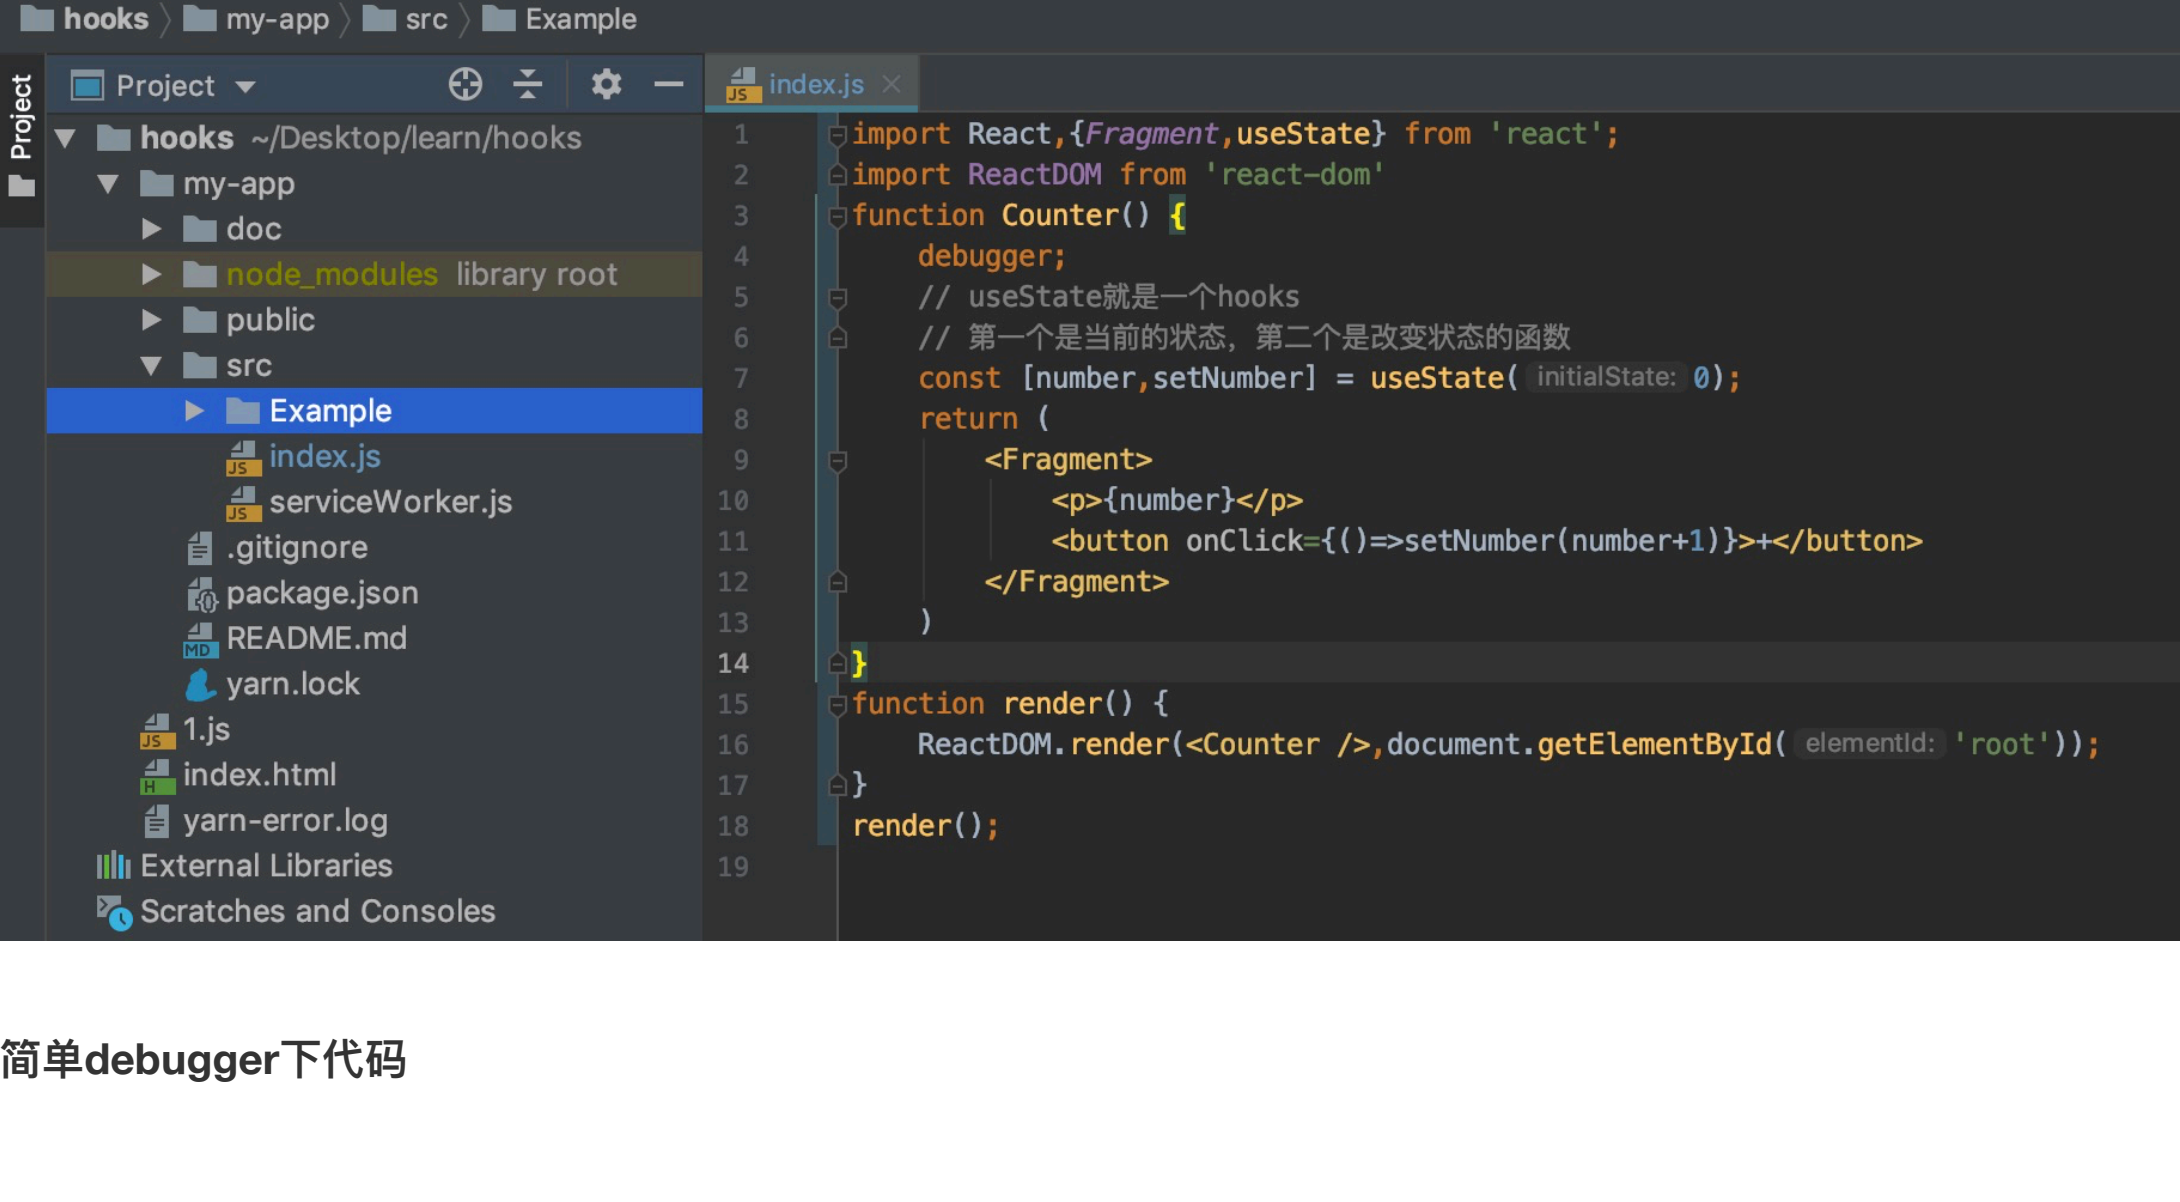 hooks my-app src Example
Project
Project
hooks ~/Desktop/learn/hooks
my-app
doc
node_modules library root
public
src
Example
index.js
serviceWorker.js
.gitignore
package.json
README.md
yarn.lock
1.js
index.html
yarn-error.log
External Libraries
Scratches and Consoles
index.js
1 import React,{Fragment,useState} from 'react';
2 import ReactDOM from 'react-dom'
3 function Counter() {
4 debugger;
5 // useState就是一个hooks
6 // 第一个是当前的状态，第二个是改变状态的函数
7 const [number,setNumber] = useState( initialState: 0);
8 return (
9 <Fragment>
10 <p>{number}</p>
11 <button onClick={()=>setNumber(number+1)}>+</button>
12 </Fragment>
13 )
14 }
15 function render() {
16 ReactDOM.render(<Counter />,document.getElementById( elementId: 'root'));
17 }
18 render();
19
简单debugger下代码